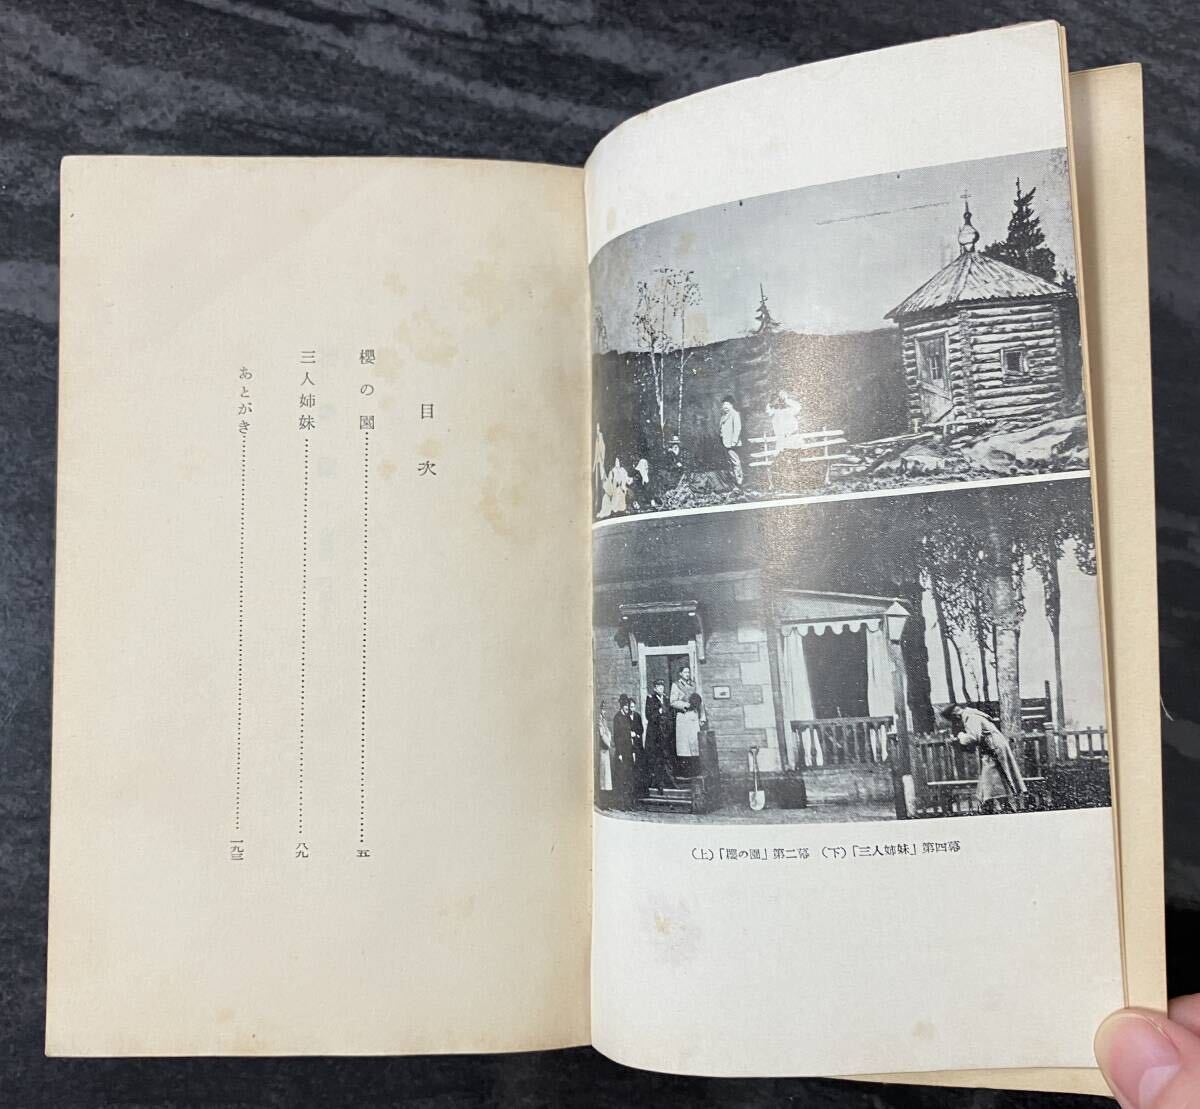 目次
櫻の園……五
三人姉妹……八九
あとがき……一九三
(上)「櫻の園」第二幕 (下)「三人姉妹」第四幕